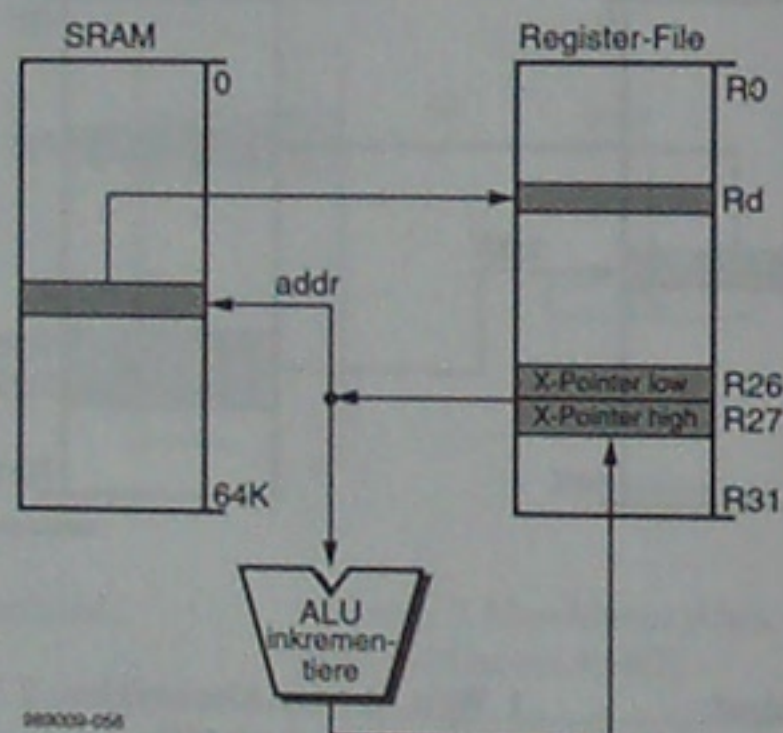 SRAM
0
64K
addr
Register-File
R0
Rd
X-Pointer low
R26
X-Pointer high
R27
R31
ALU
inkremen-
tiere
989009-056